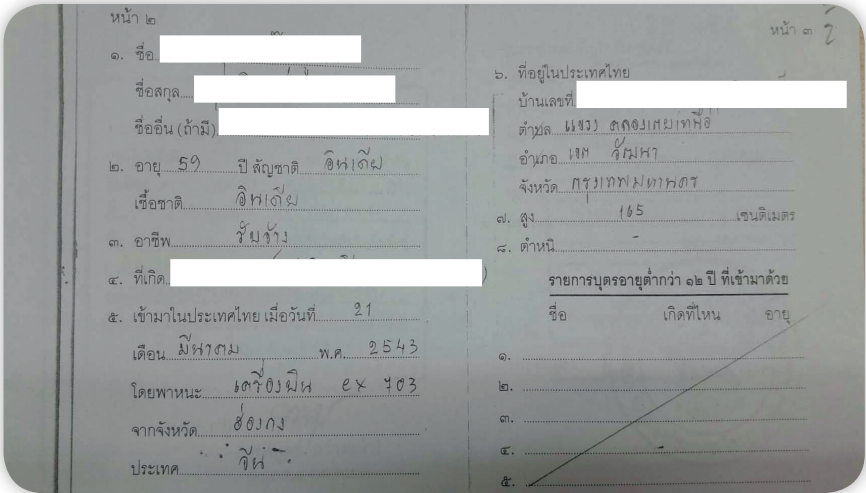 หน้า ๒
๑. ชื่อ
ชื่อสกุล
ชื่ออื่น (ถ้ามี)
๒. อายุ 59 ปี สัญชาติ อินเดีย
เชื้อชาติ อินเดีย
๓. อาชีพ รับจ้าง
๔. ที่เกิด )
๕. เข้ามาในประเทศไทย เมื่อวันที่ 21
เดือน มีนาคม พ.ศ. 2543
โดยพาหนะ เครื่องบิน cx 703
จากจังหวัด ฮ่องกง
ประเทศ จีน
หน้า ๓
๖. ที่อยู่ในประเทศไทย
บ้านเลขที่
ตำบล แขวง คลองเตยเหนือ
อำเภอ เขต วัฒนา
จังหวัด กรุงเทพมหานคร
๗. สูง 165 เซนติเมตร
๘. ตำหนิ -
รายการบุตรอายุต่ำกว่า ๑๒ ปี ที่เข้ามาด้วย
ชื่อ เกิดที่ไหน อายุ
๑.
๒.
๓.
๔. -
๕.